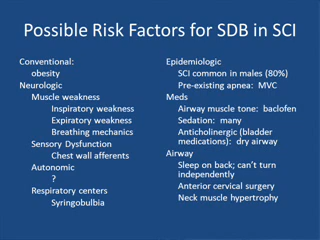 Possible Risk Factors for SDB in SCI
Conventional:
obesity
Neurologic
Muscle weakness
Inspiratory weakness
Expiratory weakness
Breathing mechanics
Sensory Dysfunction
Chest wall afferents
Autonomic
?
Respiratory centers
Syringobulbia
Epidemiologic
SCI common in males (80%)
Pre-existing apnea: MVC
Meds
Airway muscle tone: baclofen
Sedation: many
Anticholinergic (bladder
medications): dry airway
Airway
Sleep on back; can't turn
independently
Anterior cervical surgery
Neck muscle hypertrophy